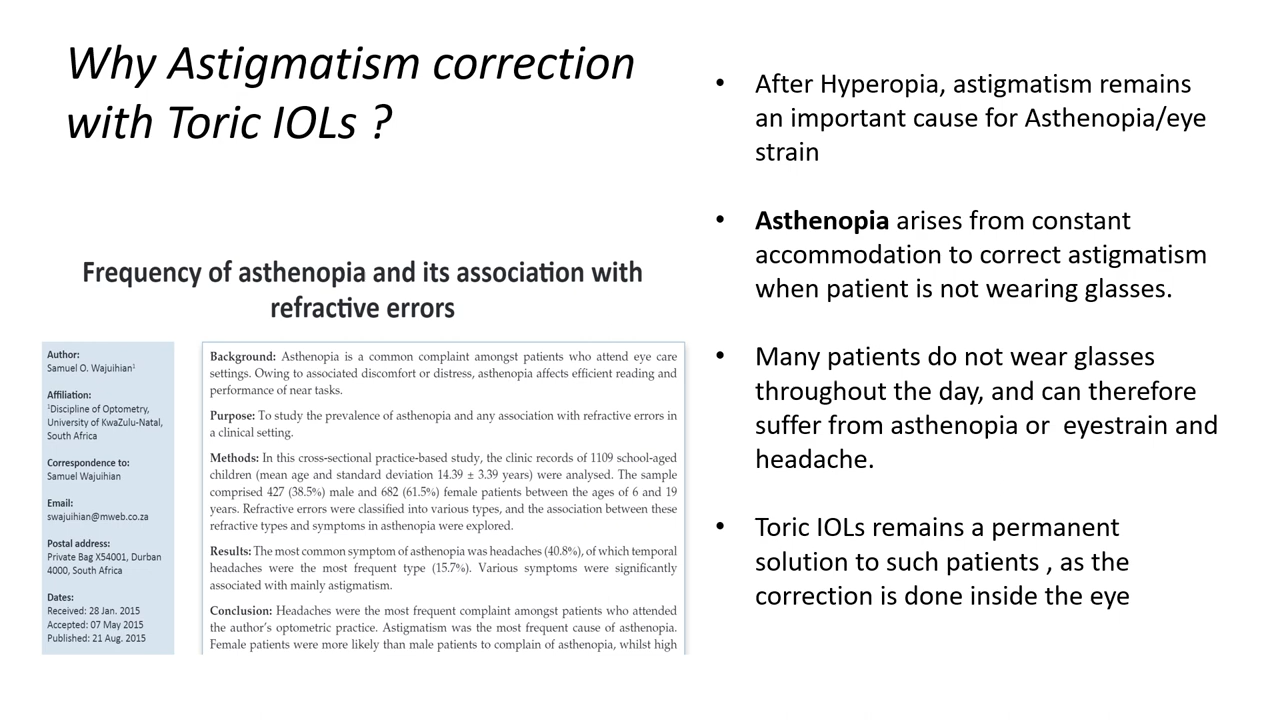 Why Astigmatism correction
with Toric IOLs ?
Frequency of asthenopia and its association with
refractive errors
Author:
Samuel O. Wajuihian¹
Affiliation:
¹Discipline of Optometry,
University of KwaZulu-Natal,
South Africa
Correspondence to:
Samuel Wajuihian
Email:
swajuihian@mweb.co.za
Postal address:
Private Bag X54001, Durban
4000, South Africa
Dates:
Received: 28 Jan. 2015
Accepted: 07 May 2015
Published: 21 Aug. 2015
Background: Asthenopia is a common complaint amongst patients who attend eye care
settings. Owing to associated discomfort or distress, asthenopia affects efficient reading and
performance of near tasks.
Purpose: To study the prevalence of asthenopia and any association with refractive errors in
a clinical setting.
Methods: In this cross-sectional practice-based study, the clinic records of 1109 school-aged
children (mean age and standard deviation 14.39 ± 3.39 years) were analysed. The sample
comprised 427 (38.5%) male and 682 (61.5%) female patients between the ages of 6 and 19
years. Refractive errors were classified into various types, and the association between these
refractive types and symptoms in asthenopia were explored.
Results: The most common symptom of asthenopia was headaches (40.8%), of which temporal
headaches were the most frequent type (15.7%). Various symptoms were significantly
associated with mainly astigmatism.
Conclusion: Headaches were the most frequent complaint amongst patients who attended
the author's optometric practice. Astigmatism was the most frequent cause of asthenopia.
Female patients were more likely than male patients to complain of asthenopia, whilst high
• After Hyperopia, astigmatism remains
an important cause for Asthenopia/eye
strain
• Asthenopia arises from constant
accommodation to correct astigmatism
when patient is not wearing glasses.
• Many patients do not wear glasses
throughout the day, and can therefore
suffer from asthenopia or  eyestrain and
headache.
• Toric IOLs remains a permanent
solution to such patients , as the
correction is done inside the eye